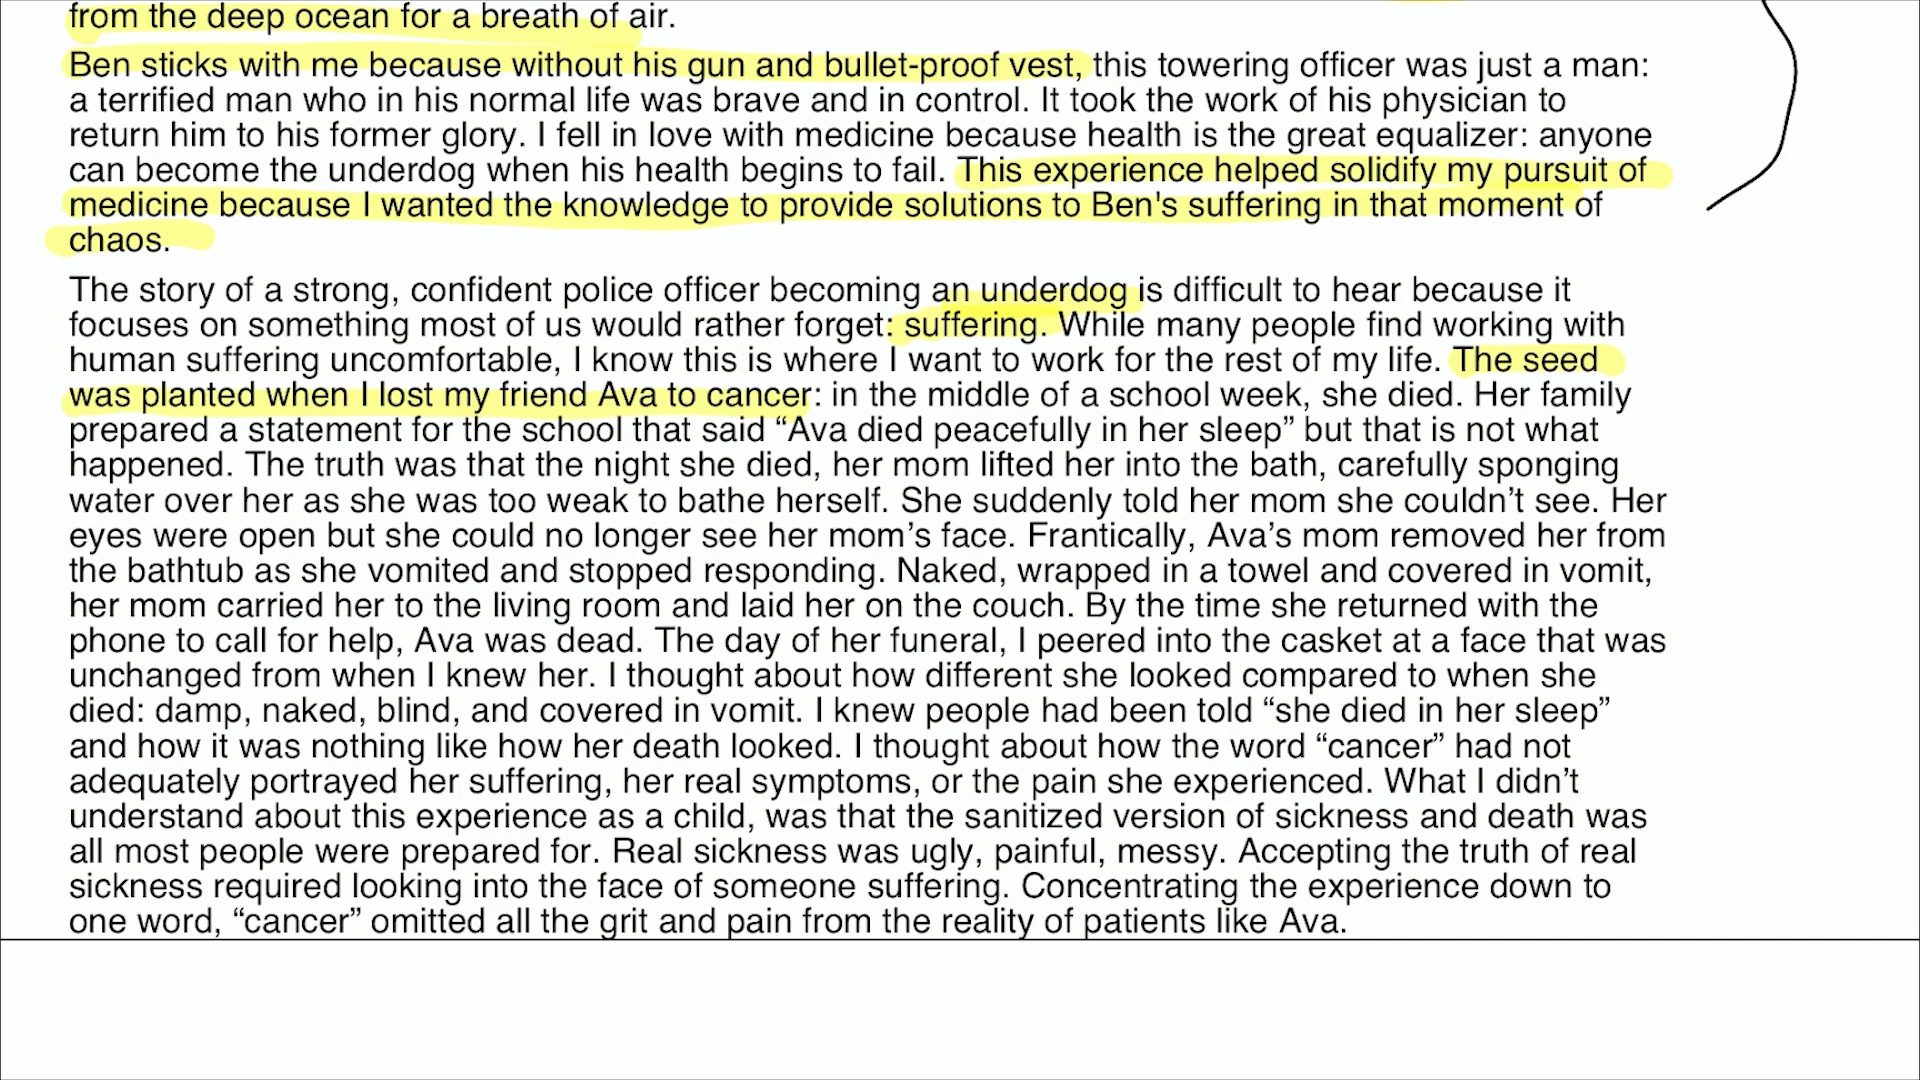 from the deep ocean for a breath of air.
Ben sticks with me because without his gun and bullet-proof vest, this towering officer was just a man:
a terrified man who in his normal life was brave and in control. It took the work of his physician to
return him to his former glory. I fell in love with medicine because health is the great equalizer: anyone
can become the underdog when his health begins to fail. This experience helped solidify my pursuit of
medicine because I wanted the knowledge to provide solutions to Ben's suffering in that moment of
chaos.
The story of a strong, confident police officer becoming an underdog is difficult to hear because it
focuses on something most of us would rather forget: suffering. While many people find working with
human suffering uncomfortable, I know this is where I want to work for the rest of my life. The seed
was planted when I lost my friend Ava to cancer: in the middle of a school week, she died. Her family
prepared a statement for the school that said “Ava died peacefully in her sleep” but that is not what
happened. The truth was that the night she died, her mom lifted her into the bath, carefully sponging
water over her as she was too weak to bathe herself. She suddenly told her mom she couldn’t see. Her
eyes were open but she could no longer see her mom’s face. Frantically, Ava’s mom removed her from
the bathtub as she vomited and stopped responding. Naked, wrapped in a towel and covered in vomit,
her mom carried her to the living room and laid her on the couch. By the time she returned with the
phone to call for help, Ava was dead. The day of her funeral, I peered into the casket at a face that was
unchanged from when I knew her. I thought about how different she looked compared to when she
died: damp, naked, blind, and covered in vomit. I knew people had been told “she died in her sleep”
and how it was nothing like how her death looked. I thought about how the word “cancer” had not
adequately portrayed her suffering, her real symptoms, or the pain she experienced. What I didn’t
understand about this experience as a child, was that the sanitized version of sickness and death was
all most people were prepared for. Real sickness was ugly, painful, messy. Accepting the truth of real
sickness required looking into the face of someone suffering. Concentrating the experience down to
one word, “cancer” omitted all the grit and pain from the reality of patients like Ava.